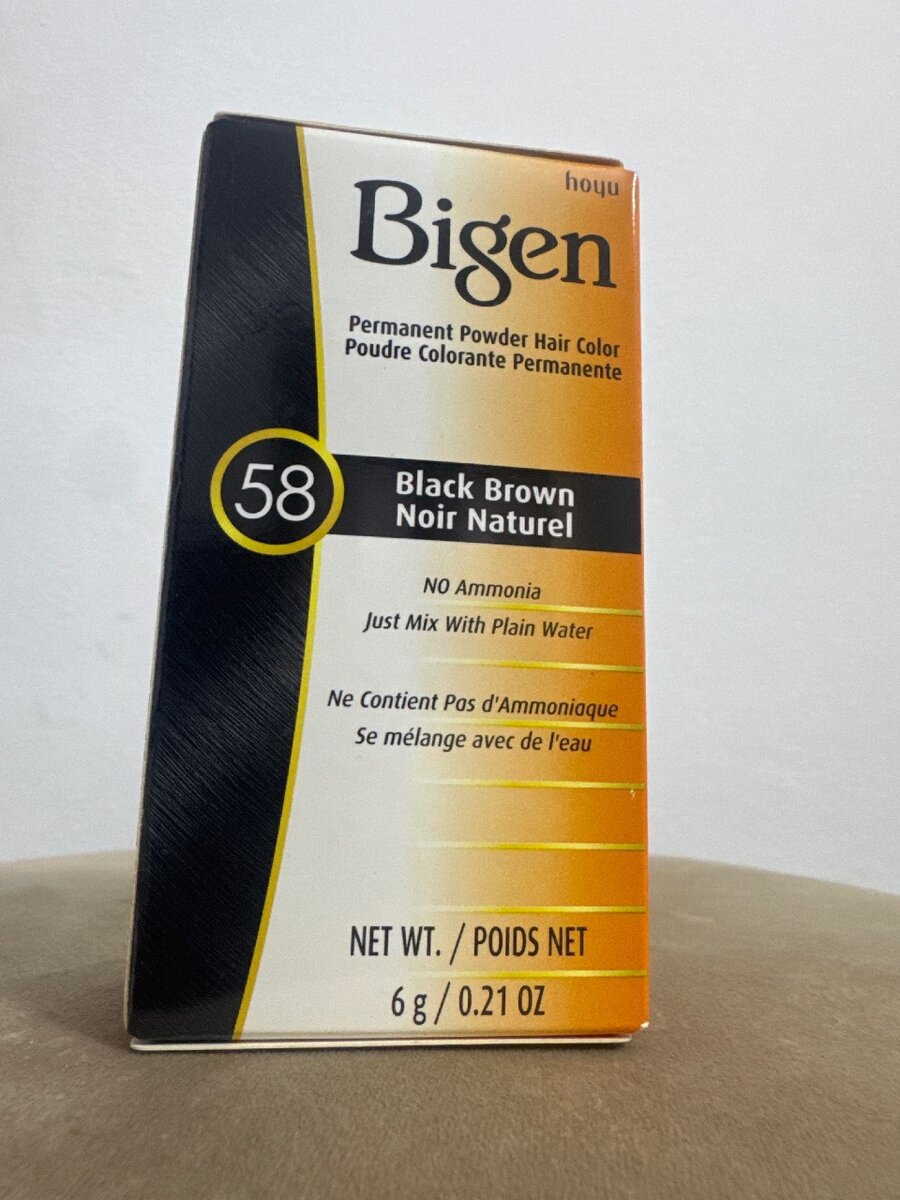 hoyu
Bigen
Permanent Powder Hair Color
Poudre Colorante Permanente
58
Black Brown
Noir Naturel
NO Ammonia
Just Mix With Plain Water
Ne Contient Pas d'Ammoniaque
Se mélange avec de l'eau
NET WT. / POIDS NET
6 g / 0.21 OZ